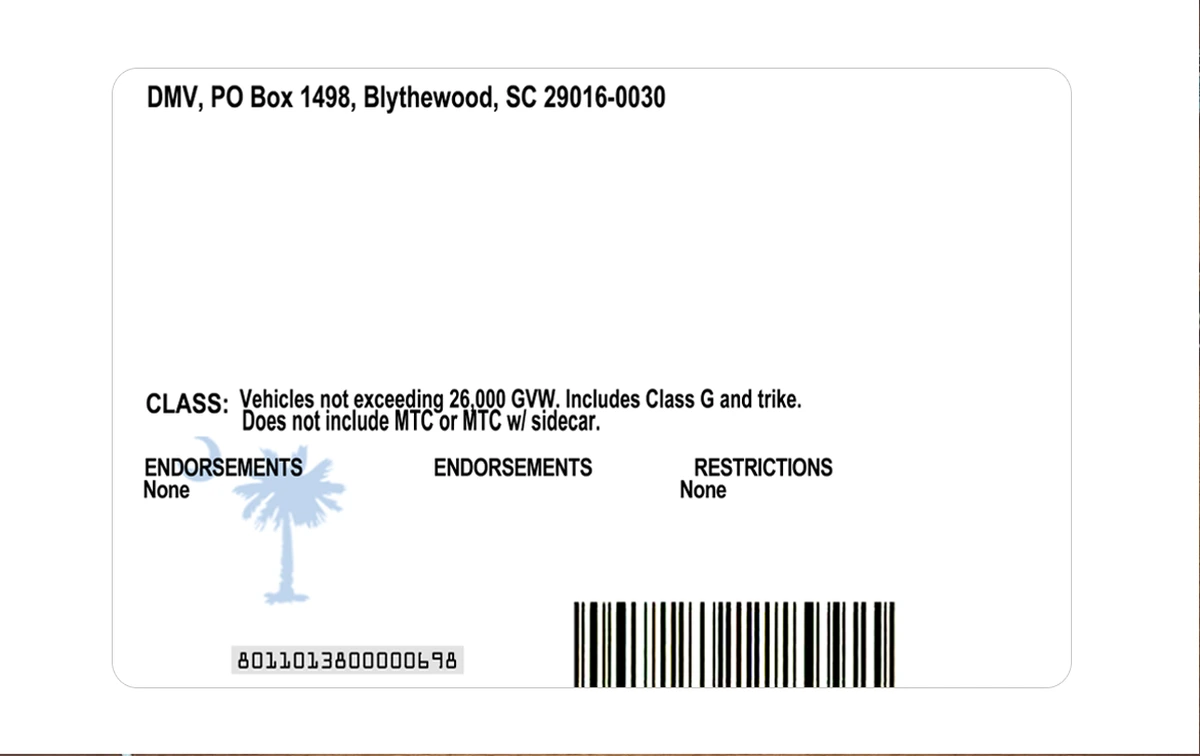 DMV, PO Box 1498, Blythewood, SC 29016-0030
CLASS: Vehicles not exceeding 26,000 GVW. Includes Class G and trike.
Does not include MTC or MTC w/ sidecar.
ENDORSEMENTS ENDORSEMENTS RESTRICTIONS
None None
8011013800000698